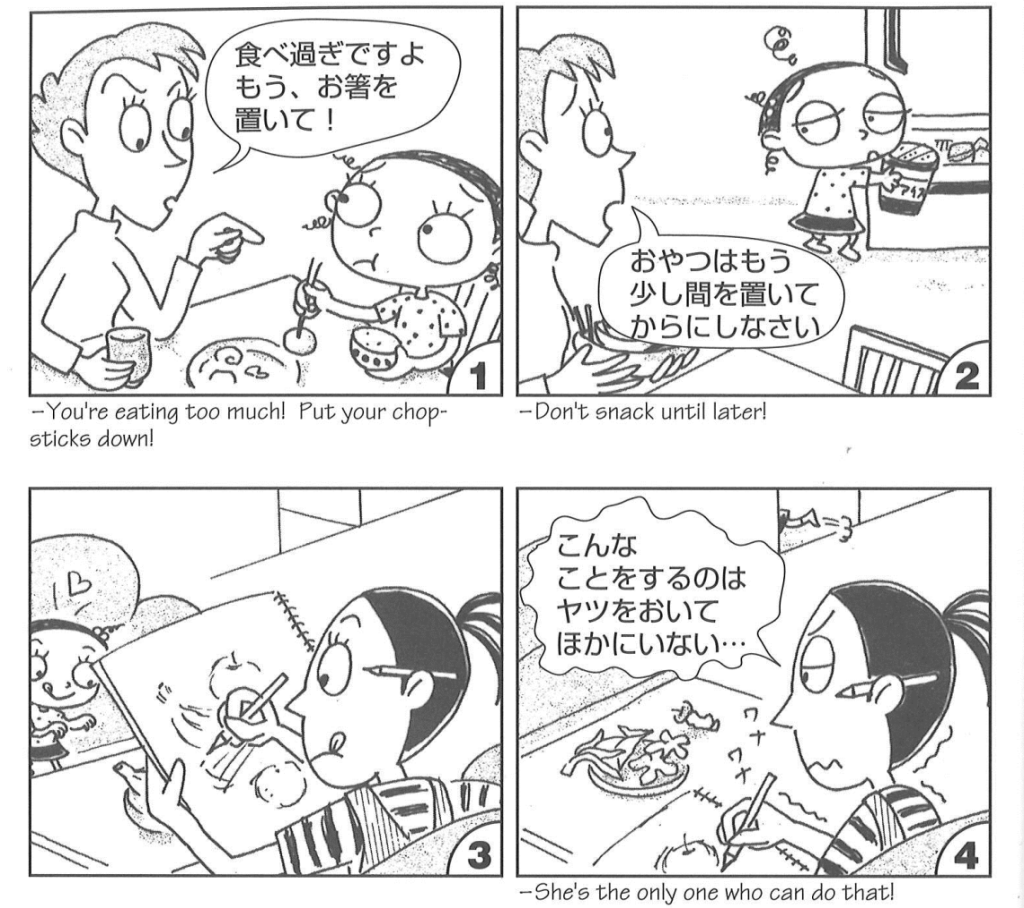 食べ過ぎですよ
もう、お箸を
置いて！
1
–You're eating too much! Put your chop-
sticks down!
アイス
おやつはもう
少し間を置いて
からにしなさい
2
–Don't snack until later!
3
こんな
ことをするのは
ヤツをおいて
ほかにいない…
ワナ
ワナ
4
–She's the only one who can do that!